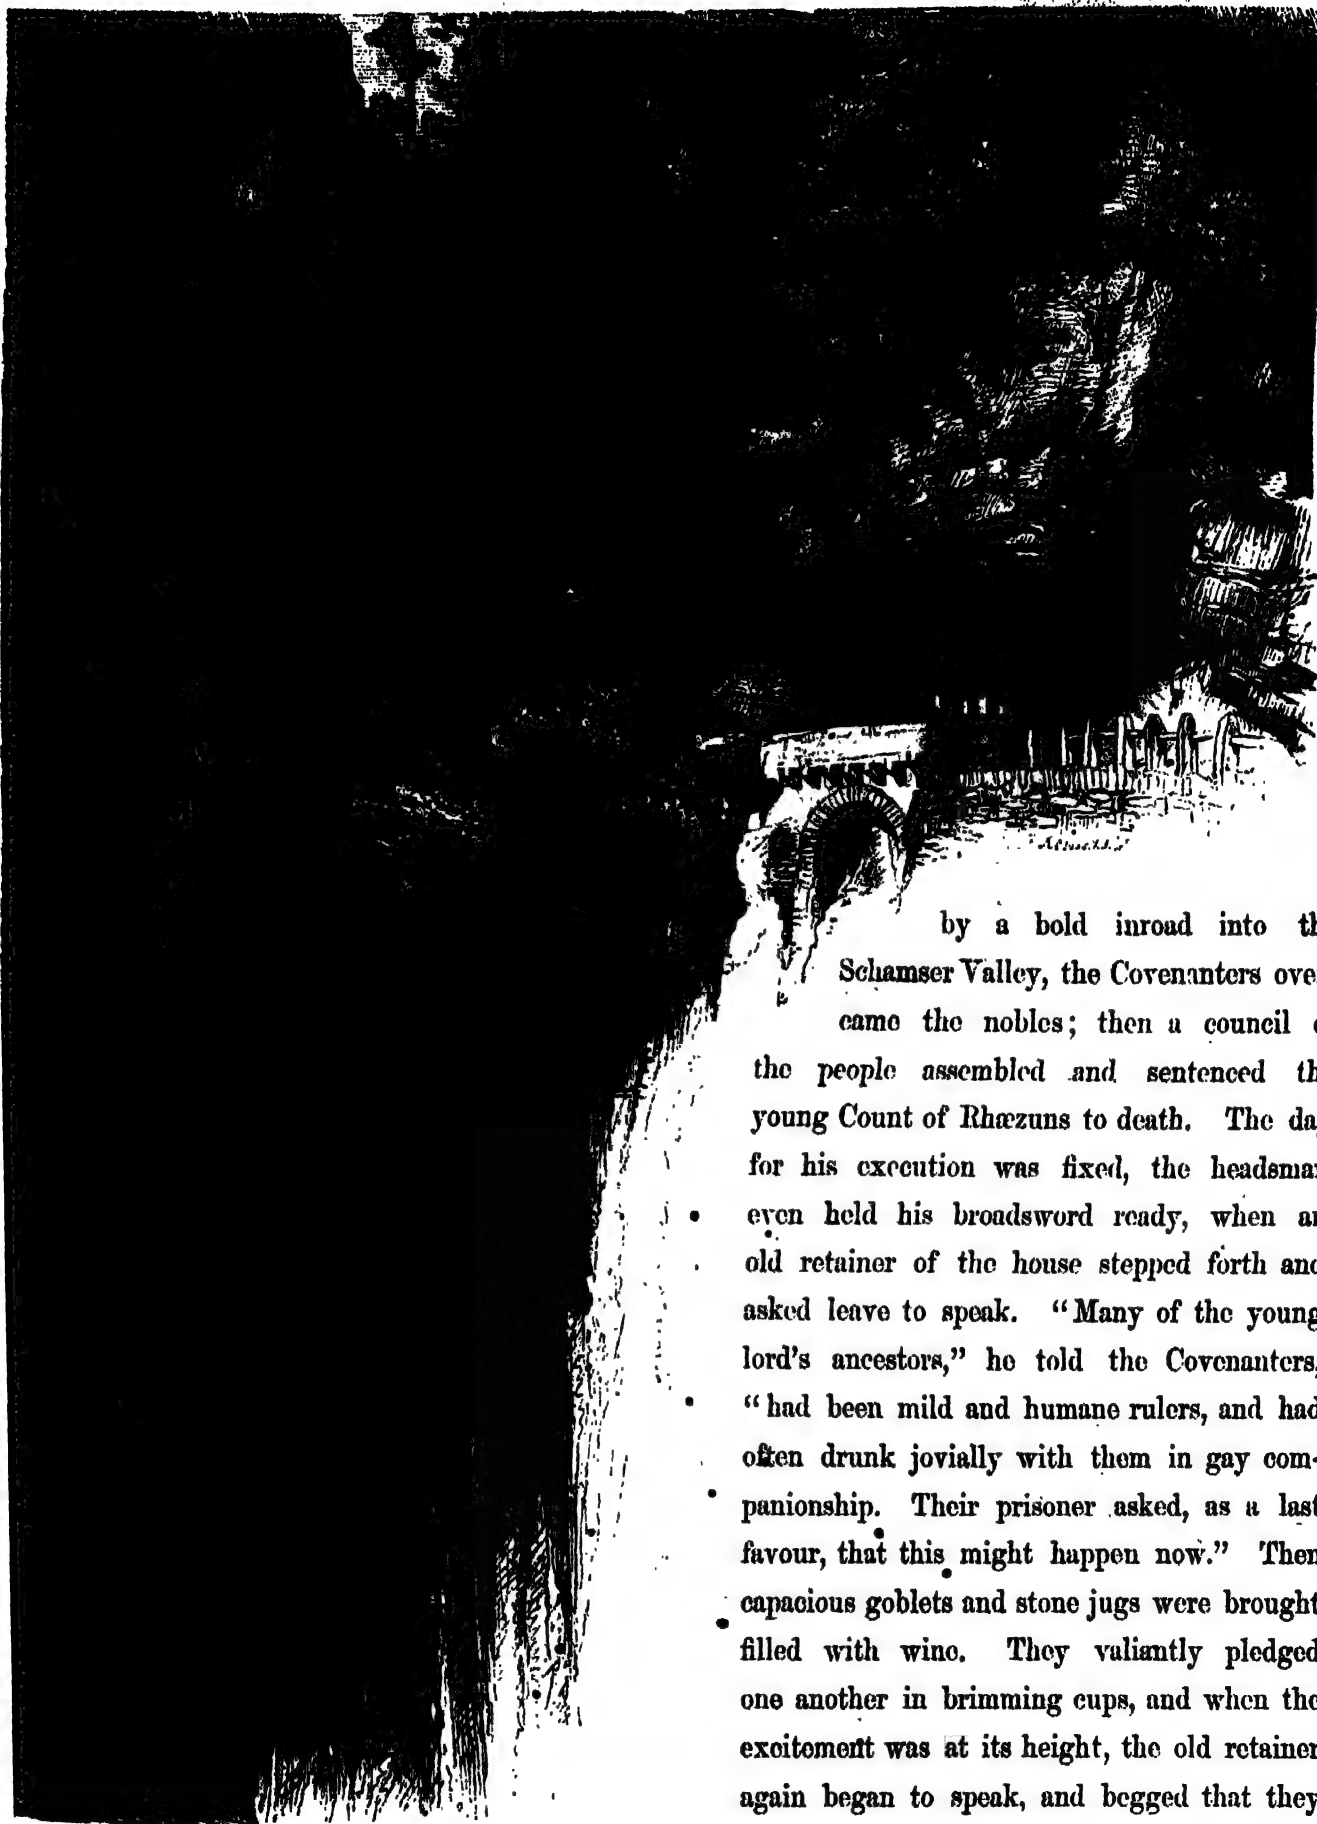 by a bold inroad into th
Schamser Valley, the Covenanters ove
came the nobles; then a council
the people assembled and sentenced th
young Count of Rhæzuns to death. The da
for his execution was fixed, the headsma
even held his broadsword ready, when a
old retainer of the house stepped forth and
asked leave to speak. “Many of the young
lord’s ancestors,” he told the Covenanters,
“had been mild and humane rulers, and had
often drunk jovially with them in gay com-
panionship. Their prisoner asked, as a last
favour, that this might happen now.” Then
capacious goblets and stone jugs were brought
filled with wine. They valiantly pledged
one another in brimming cups, and when the
excitement was at its height, the old retainer
again began to speak, and begged that they